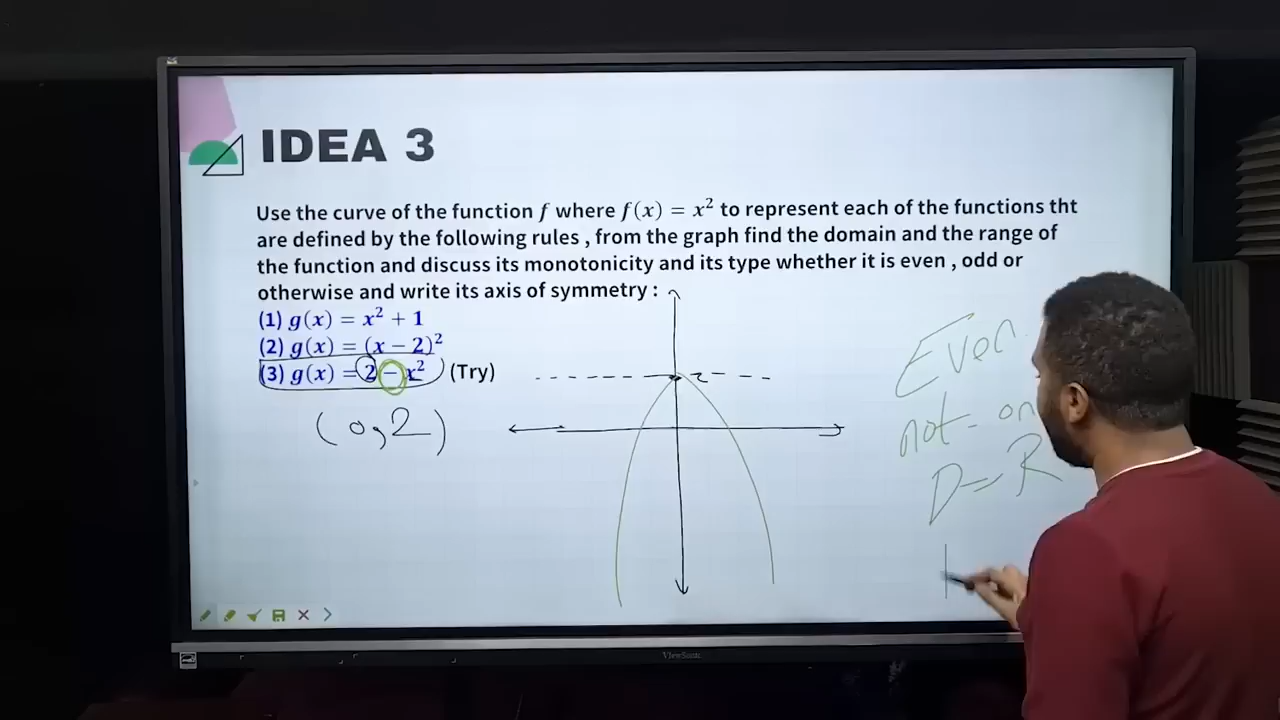 IDEA 3
Use the curve of the function f where f(x) = x² to represent each of the functions tht
are defined by the following rules , from the graph find the domain and the range of
the function and discuss its monotonicity and its type whether it is even , odd or
otherwise and write its axis of symmetry :
(1) g(x) = x² + 1
(2) g(x) = (x − 2)²
(3) g(x) = 2 − x² (Try)
(0,2)
2
Even
not - on
D = R
ViewSonic